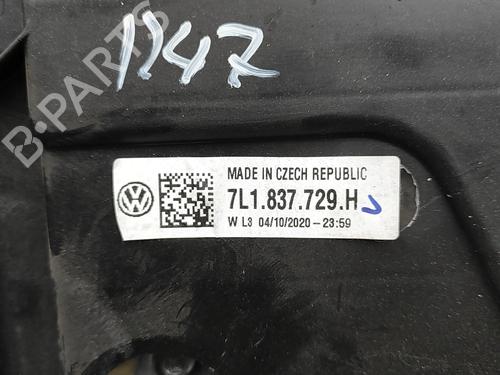 1147
B-PARTS
MADE IN CZECH REPUBLIC
7L1.837.729.H
W L3 04/10/2020-23:59